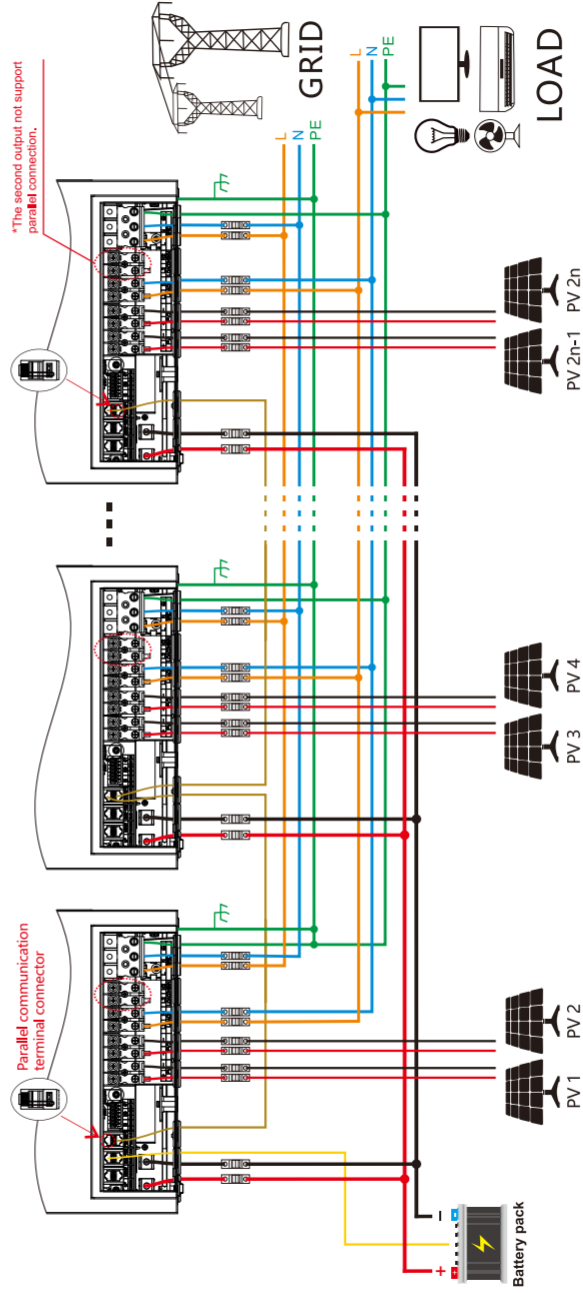 *The second output not support
parallel connection.
GRID
L
N
PE
L
N
PE
LOAD
Parallel communication
terminal connector
PV 1
PV 2
PV 3
PV 4
PV 2n-1
PV 2n
+
−
Battery pack